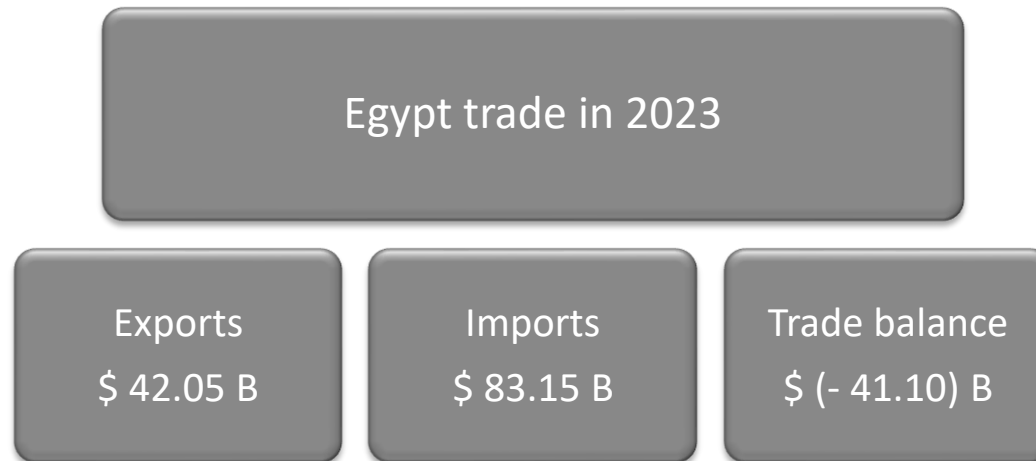 Egypt trade in 2023
Exports
$ 42.05 B
Imports
$ 83.15 B
Trade balance
$ (- 41.10) B